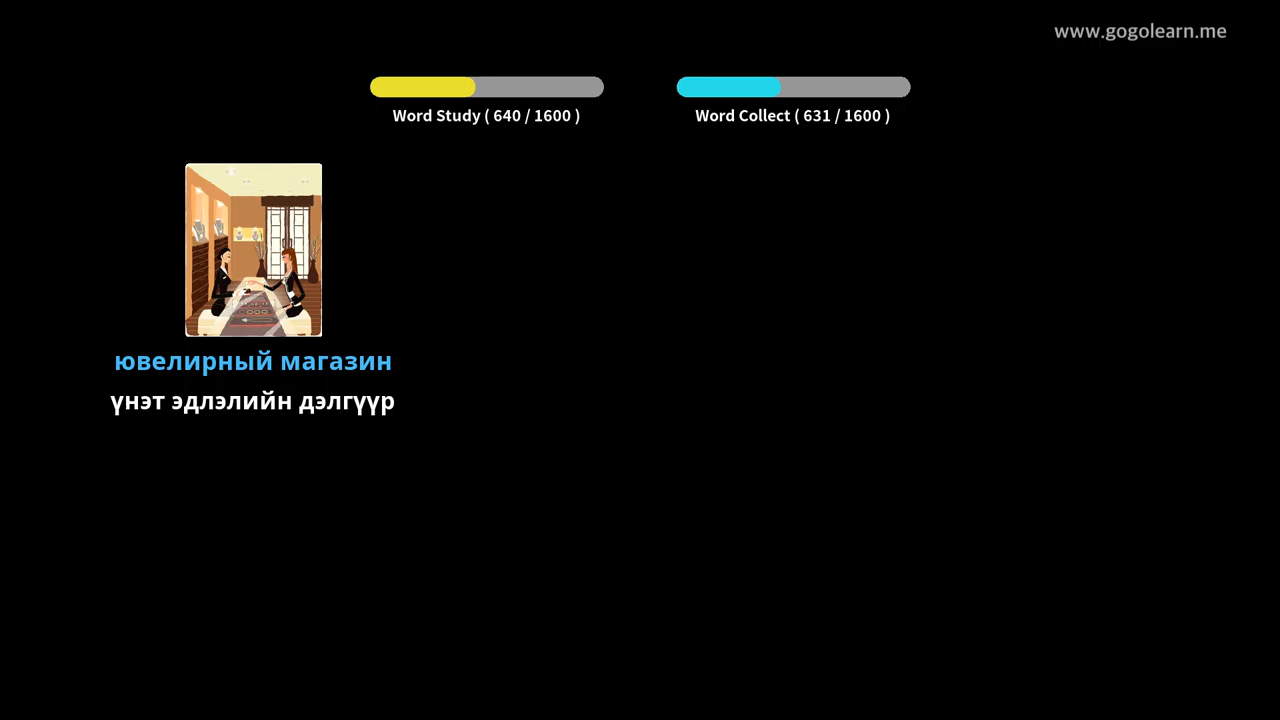 www.gogolearn.me
Word Study ( 640 / 1600 )
Word Collect ( 631 / 1600 )
ювелирный магазин
үнэт эдлэлийн дэлгүүр